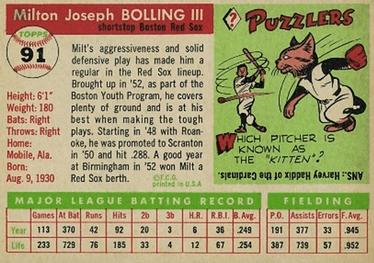 Milton Joseph BOLLING III
shortstop Boston Red Sox
TOPPS
91
Height: 6'1"
Weight: 180
Bats: Right
Throws: Right
Home:
Mobile, Ala.
Born:
Aug. 9, 1930
Milt's aggressiveness and solid
defensive play has made him
a regular in the Red Sox lineup.
Brought up in '52, as part of
the Boston Youth Program, he
covers plenty of ground and is at
his best when making the tough
plays. Starting in '48 with Roan-
oke, he was promoted to Scranton
in '50 and hit .288. A good year
at Birmingham in '52 won Milt a
Red Sox berth.
©T.C.G.
printed in U.S.A
? PUZZLERS
WHICH PITCHER IS
KNOWN AS
THE "KITTEN"?
ANS.: Harvey Haddix of the Cardinals.
MAJOR LEAGUE BATTING RECORD FIELDING
Games At Bat Runs Hits 2b 3b H.R. R.B.I. B. Avg. P.O. Assists Errors F. Avg.
Year 113 370 42 92 20 3 6 36 .249 191 377 33 .945
Life 233 729 76 185 33 4 11 64 .254 387 739 57 .952